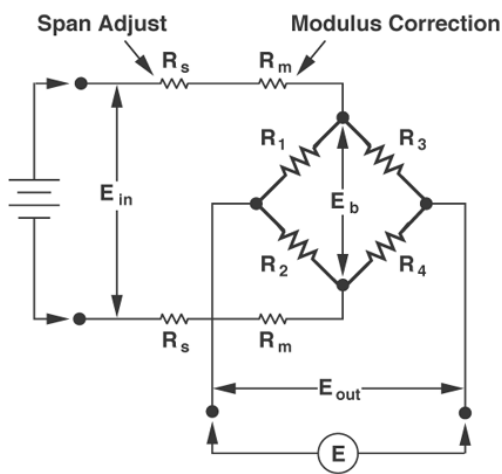 Span Adjust Modulus Correction
Rs Rm
R1 R3
Ein Eb
R2 R4
Rs Rm
Eout
E